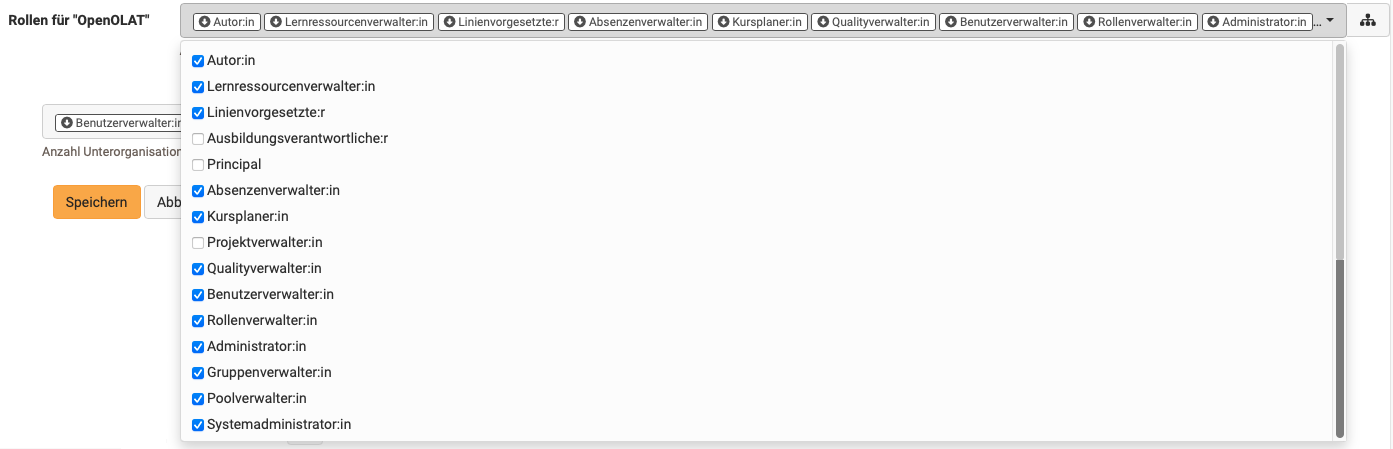 Rollen für "OpenOLAT" Autor:in Lernressourcenverwalter:in Linienvorgesetzte:r Absenzenverwalter:in Kursplaner:in Qualityverwalter:in Benutzerverwalter:in Rollenverwalter:in Administrator:in ...
Autor:in
Lernressourcenverwalter:in
Linienvorgesetzte:r
Ausbildungsverantwortliche:r
Principal
Absenzenverwalter:in
Kursplaner:in
Projektverwalter:in
Qualityverwalter:in
Benutzerverwalter:in
Rollenverwalter:in
Administrator:in
Gruppenverwalter:in
Poolverwalter:in
Systemadministrator:in
Benutzerverwalter:in
Anzahl Unterorganisation
Speichern Abb